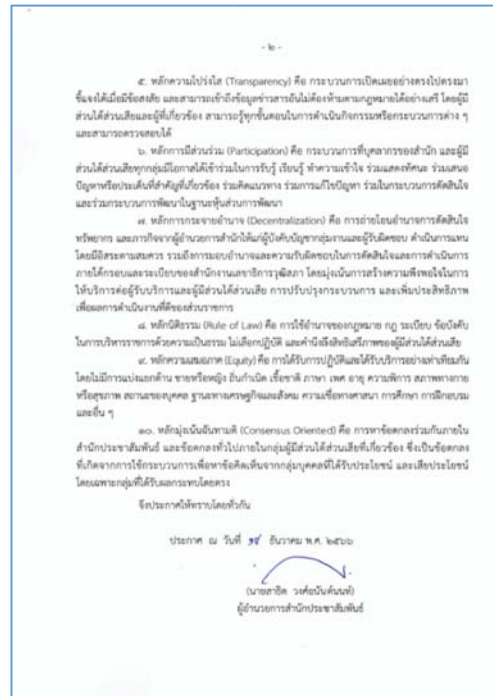 - ๒ -
๕. หลักความโปร่งใส (Transparency) คือ กระบวนการเปิดเผยอย่างตรงไปตรงมา
ชี้แจงได้เมื่อมีข้อสงสัย และสามารถเข้าถึงข้อมูลข่าวสารอันไม่ต้องห้ามตามกฎหมายได้อย่างเสรี โดยผู้มี
ส่วนได้ส่วนเสียและผู้ที่เกี่ยวข้อง สามารถรู้ทุกขั้นตอนในการดำเนินกิจกรรมหรือกระบวนการต่าง ๆ
และสามารถตรวจสอบได้
๖. หลักการมีส่วนร่วม (Participation) คือ กระบวนการที่บุคลากรของสำนัก และผู้มี
ส่วนได้ส่วนเสียทุกกลุ่มมีโอกาสได้เข้าร่วมในการรับรู้ เรียนรู้ ทำความเข้าใจ ร่วมแสดงทัศนะ ร่วมเสนอ
ปัญหาหรือประเด็นที่สำคัญที่เกี่ยวข้อง ร่วมคิดแนวทาง ร่วมการแก้ไขปัญหา ร่วมในกระบวนการตัดสินใจ
และร่วมกระบวนการพัฒนาในฐานะหุ้นส่วนการพัฒนา
๗. หลักการกระจายอำนาจ (Decentralization) คือ การถ่ายโอนอำนาจการตัดสินใจ
ทรัพยากร และภารกิจจากผู้อำนวยการสำนักให้แก่ผู้บังคับบัญชากลุ่มงานและผู้รับผิดชอบ ดำเนินการแทน
โดยมีอิสระตามสมควร รวมถึงการมอบอำนาจและความรับผิดชอบในการตัดสินใจและการดำเนินการ
ภายใต้กรอบและระเบียบของสำนักงานเลขาธิการวุฒิสภา โดยมุ่งเน้นการสร้างความพึงพอใจในการ
ให้บริการต่อผู้รับบริการและผู้มีส่วนได้ส่วนเสีย การปรับปรุงกระบวนการ และเพิ่มประสิทธิภาพ
เพื่อผลการดำเนินงานที่ดีของส่วนราชการ
๘. หลักนิติธรรม (Rule of Law) คือ การใช้อำนาจของกฎหมาย กฎ ระเบียบ ข้อบังคับ
ในการบริหารราชการด้วยความเป็นธรรม ไม่เลือกปฏิบัติ และคำนึงถึงสิทธิเสรีภาพของผู้มีส่วนได้ส่วนเสีย
๙. หลักความเสมอภาค (Equity) คือ การได้รับการปฏิบัติและได้รับบริการอย่างเท่าเทียมกัน
โดยไม่มีการแบ่งแยกด้าน ชายหรือหญิง ถิ่นกำเนิด เชื้อชาติ ภาษา เพศ อายุ ความพิการ สภาพทางกาย
หรือสุขภาพ สถานะของบุคคล ฐานะทางเศรษฐกิจและสังคม ความเชื่อทางศาสนา การศึกษา การฝึกอบรม
และอื่น ๆ
๑๐. หลักมุ่งเน้นฉันทามติ (Consensus Oriented) คือ การหาข้อตกลงร่วมกันภายใน
สำนักประชาสัมพันธ์ และข้อตกลงทั่วไปภายในกลุ่มผู้มีส่วนได้ส่วนเสียที่เกี่ยวข้อง ซึ่งเป็นข้อตกลง
ที่เกิดจากการใช้กระบวนการเพื่อหาข้อคิดเห็นจากกลุ่มบุคคลที่ได้รับประโยชน์ และเสียประโยชน์
โดยเฉพาะกลุ่มที่ได้รับผลกระทบโดยตรง
จึงประกาศให้ทราบโดยทั่วกัน
ประกาศ ณ วันที่ ธันวาคม พ.ศ. ๒๕๖๖
(นายสาธิต วงศ์อนันต์นนท์)
ผู้อำนวยการสำนักประชาสัมพันธ์